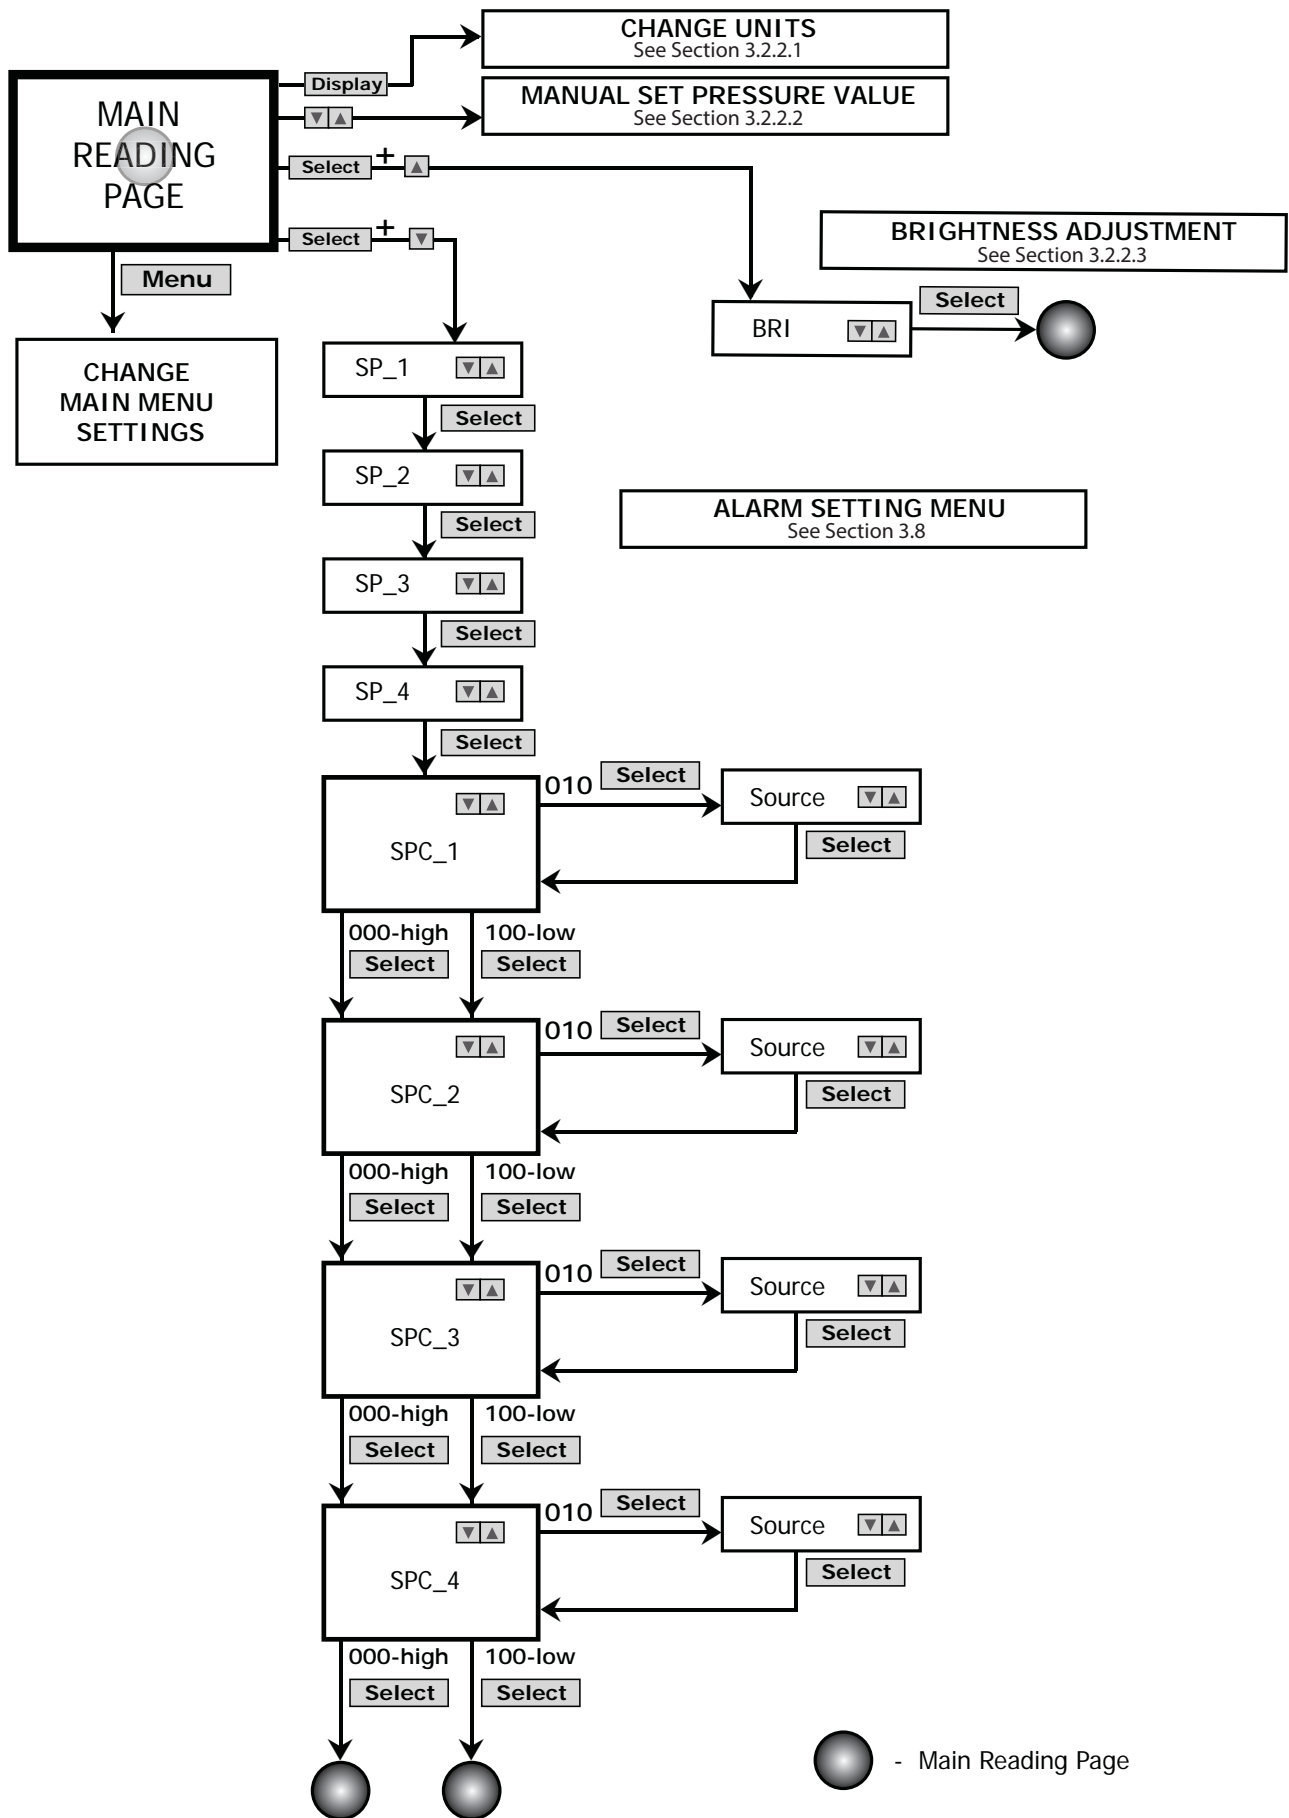 CHANGE UNITS
See Section 3.2.2.1
Display
MANUAL SET PRESSURE VALUE
See Section 3.2.2.2
▼ ▲
MAIN
READING
PAGE
Select + ▲
Select + ▼
BRIGHTNESS ADJUSTMENT
See Section 3.2.2.3
Menu
BRI ▼ ▲
Select
CHANGE
MAIN MENU
SETTINGS
SP_1 ▼ ▲
Select
SP_2 ▼ ▲
Select
ALARM SETTING MENU
See Section 3.8
SP_3 ▼ ▲
Select
SP_4 ▼ ▲
Select
▼ ▲
SPC_1
010 Select
Source ▼ ▲
Select
000-high 100-low
Select Select
▼ ▲
SPC_2
010 Select
Source ▼ ▲
Select
000-high 100-low
Select Select
▼ ▲
SPC_3
010 Select
Source ▼ ▲
Select
000-high 100-low
Select Select
▼ ▲
SPC_4
010 Select
Source ▼ ▲
Select
000-high 100-low
Select Select
- Main Reading Page